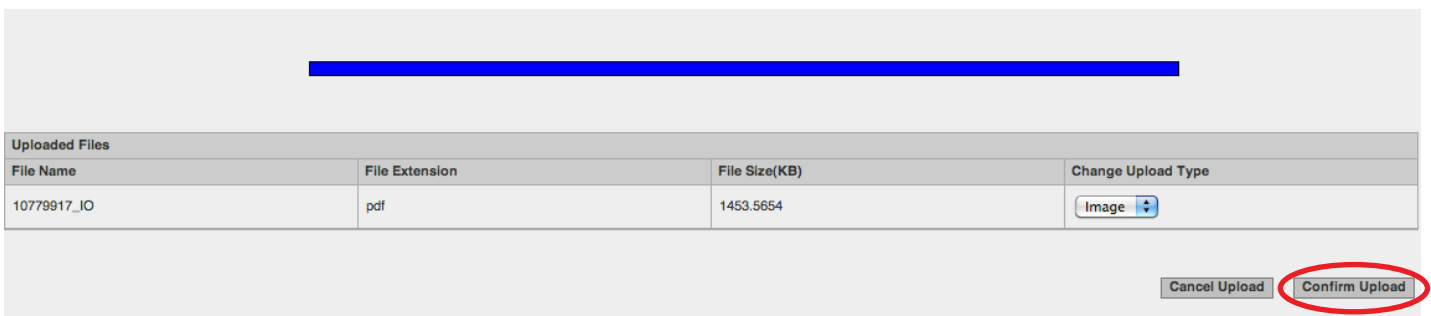 Uploaded Files
File Name File Extension File Size(KB) Change Upload Type
10779917_IO pdf 1453.5654 Image
Cancel Upload Confirm Upload